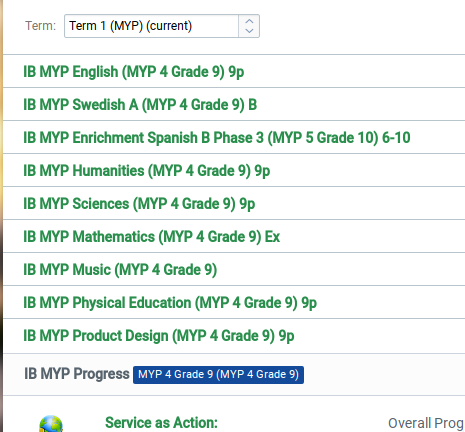 Term: Term 1 (MYP) (current)
IB MYP English (MYP 4 Grade 9) 9p
IB MYP Swedish A (MYP 4 Grade 9) B
IB MYP Enrichment Spanish B Phase 3 (MYP 5 Grade 10) 6-10
IB MYP Humanities (MYP 4 Grade 9) 9p
IB MYP Sciences (MYP 4 Grade 9) 9p
IB MYP Mathematics (MYP 4 Grade 9) Ex
IB MYP Music (MYP 4 Grade 9)
IB MYP Physical Education (MYP 4 Grade 9) 9p
IB MYP Product Design (MYP 4 Grade 9) 9p
IB MYP Progress MYP 4 Grade 9 (MYP 4 Grade 9)
Service as Action: Overall Prog